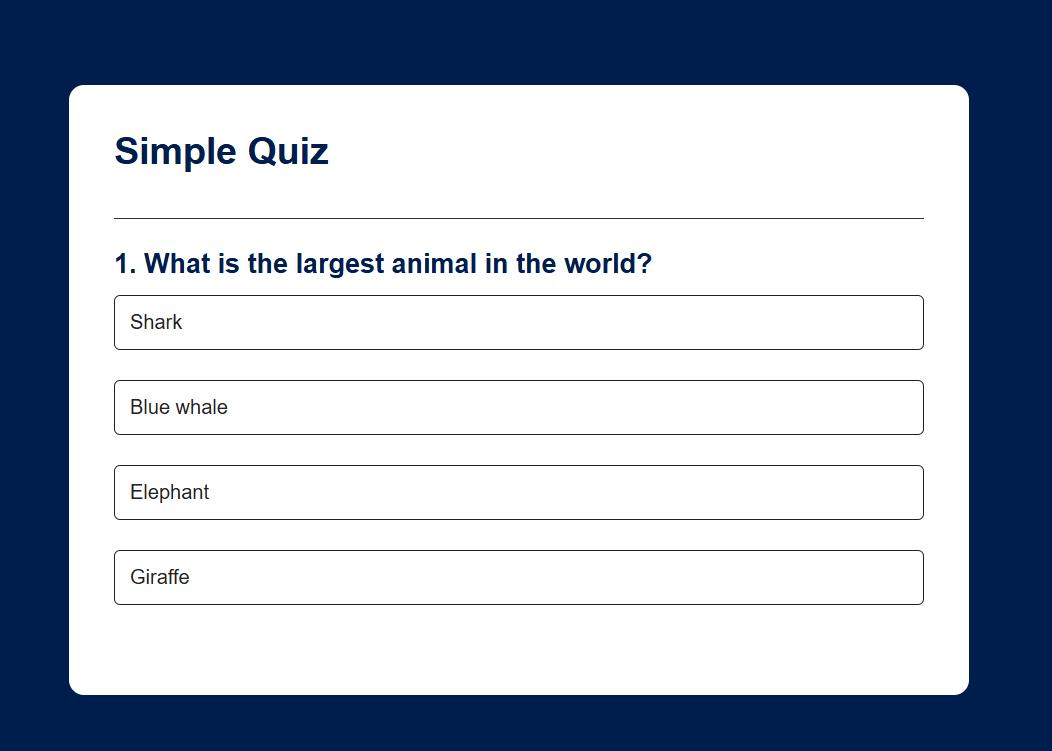 Simple Quiz
1. What is the largest animal in the world?
Shark
Blue whale
Elephant
Giraffe